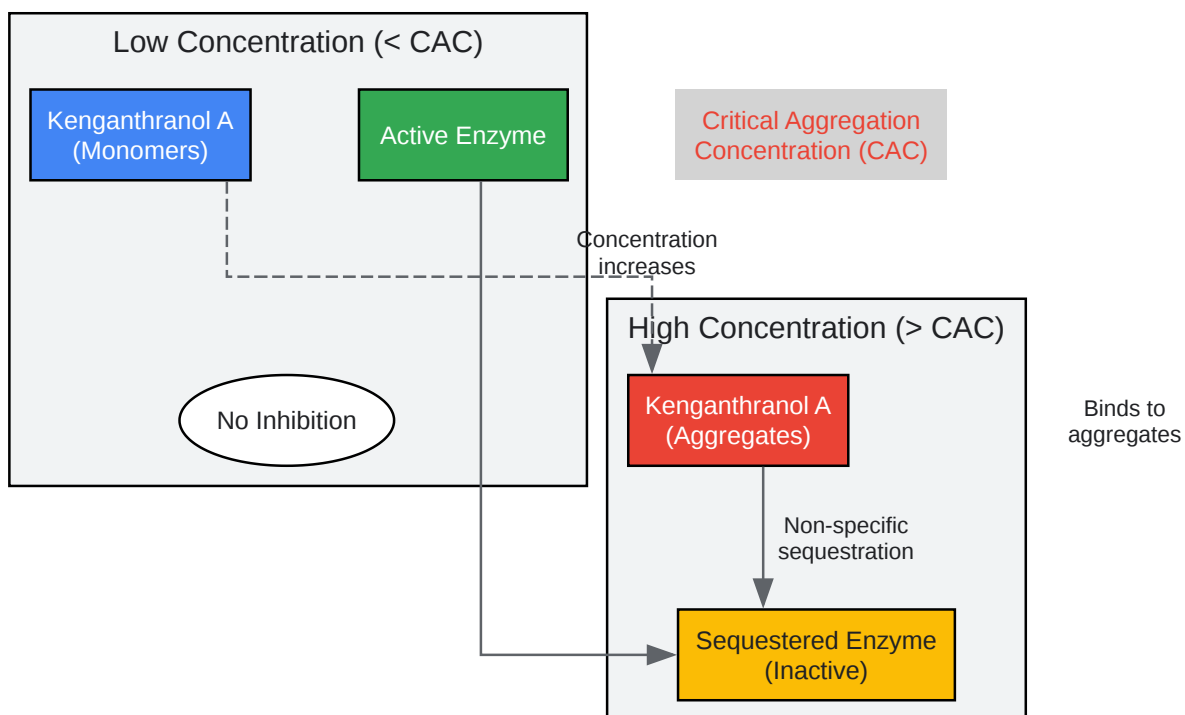 Low Concentration (< CAC)
Kenganthranol A
(Monomers)
Active Enzyme
Critical Aggregation
Concentration (CAC)
Concentration
increases
No Inhibition
High Concentration (> CAC)
Kenganthranol A
(Aggregates)
Binds to
aggregates
Non-specific
sequestration
Sequestered Enzyme
(Inactive)